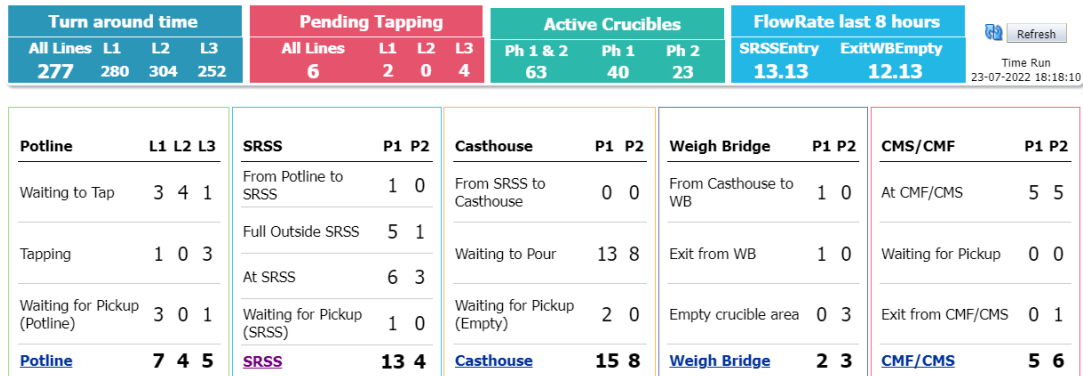 Turn around time
All Lines L1 L2 L3
277 280 304 252
Pending Tapping
All Lines L1 L2 L3
6 2 0 4
Active Crucibles
Ph 1 & 2 Ph 1 Ph 2
63 40 23
FlowRate last 8 hours
SRSSEntry ExitWBEmpty
13.13 12.13
Refresh
Time Run
23-07-2022 18:18:10
Potline L1 L2 L3
Waiting to Tap 3 4 1
Tapping 1 0 3
Waiting for Pickup
(Potline) 3 0 1
Potline 7 4 5
SRSS P1 P2
From Potline to
SRSS 1 0
Full Outside SRSS 5 1
At SRSS 6 3
Waiting for Pickup
(SRSS) 1 0
SRSS 13 4
Casthouse P1 P2
From SRSS to
Casthouse 0 0
Waiting to Pour 13 8
Waiting for Pickup
(Empty) 2 0
Casthouse 15 8
Weigh Bridge P1 P2
From Casthouse to
WB 1 0
Exit from WB 1 0
Empty crucible area 0 3
Weigh Bridge 2 3
CMS/CMF P1 P2
At CMF/CMS 5 5
Waiting for Pickup 0 0
Exit from CMF/CMS 0 1
CMF/CMS 5 6